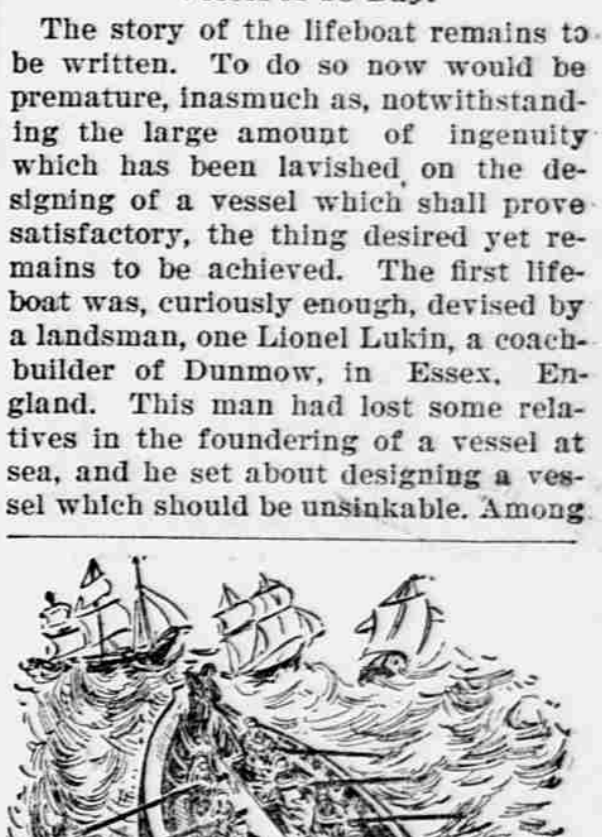 The story of the lifeboat remains to
be written. To do so now would be
premature, inasmuch as, notwithstand-
ing the large amount of ingenuity
which has been lavished on the de-
signing of a vessel which shall prove
satisfactory, the thing desired yet re-
mains to be achieved. The first life-
boat was, curiously enough, devised by
a landsman, one Lionel Lukin, a coach-
builder of Dunmow, in Essex, En-
gland. This man had lost some rela-
tives in the foundering of a vessel at
sea, and he set about designing a ves-
sel which should be unsinkable. Among